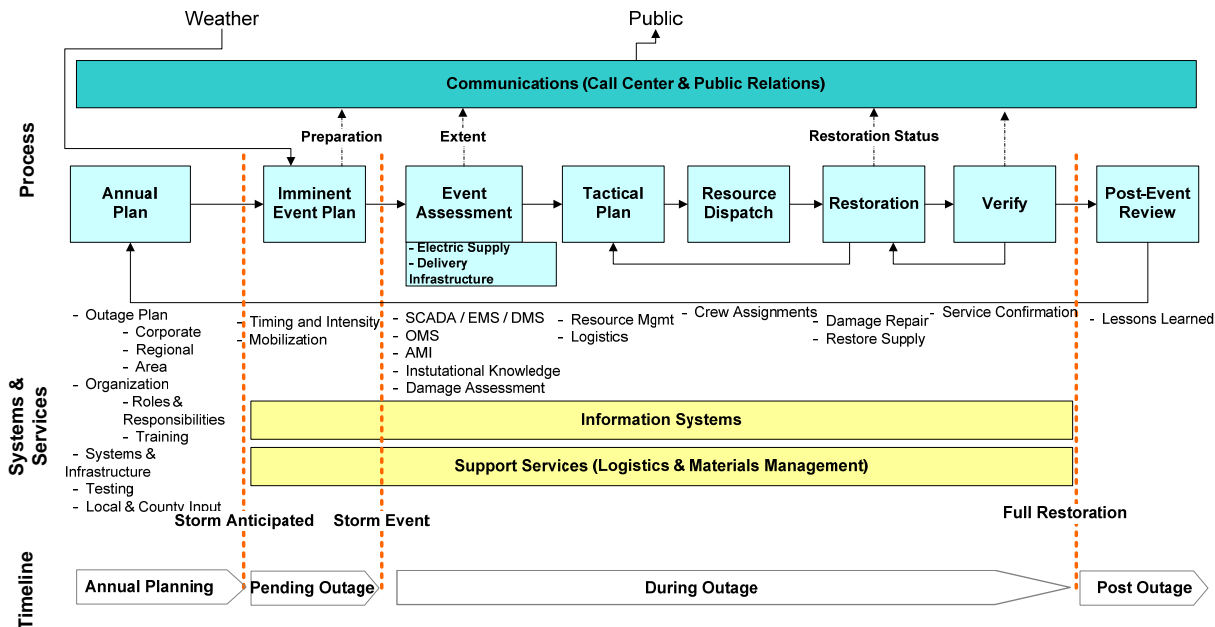 Weather
Public
Communications (Call Center & Public Relations)
Process
Preparation
Extent
Restoration Status
Annual
Plan
Imminent
Event Plan
Event
Assessment
- Electric Supply
- Delivery
Infrastructure
Tactical
Plan
Resource
Dispatch
Restoration
Verify
Post-Event
Review
Systems &
Services
- Outage Plan
- Corporate
- Regional
- Area
- Organization
- Roles &
Responsibilities
- Training
- Systems &
Infrastructure
- Testing
- Local & County Input
- Timing and Intensity
- Mobilization
- SCADA / EMS / DMS
- OMS
- AMI
- Instutational Knowledge
- Damage Assessment
- Resource Mgmt
- Logistics
- Crew Assignments
- Damage Repair
- Restore Supply
- Service Confirmation
- Lessons Learned
Information Systems
Support Services (Logistics & Materials Management)
Storm Anticipated
Storm Event
Full Restoration
Timeline
Annual Planning
Pending Outage
During Outage
Post Outage